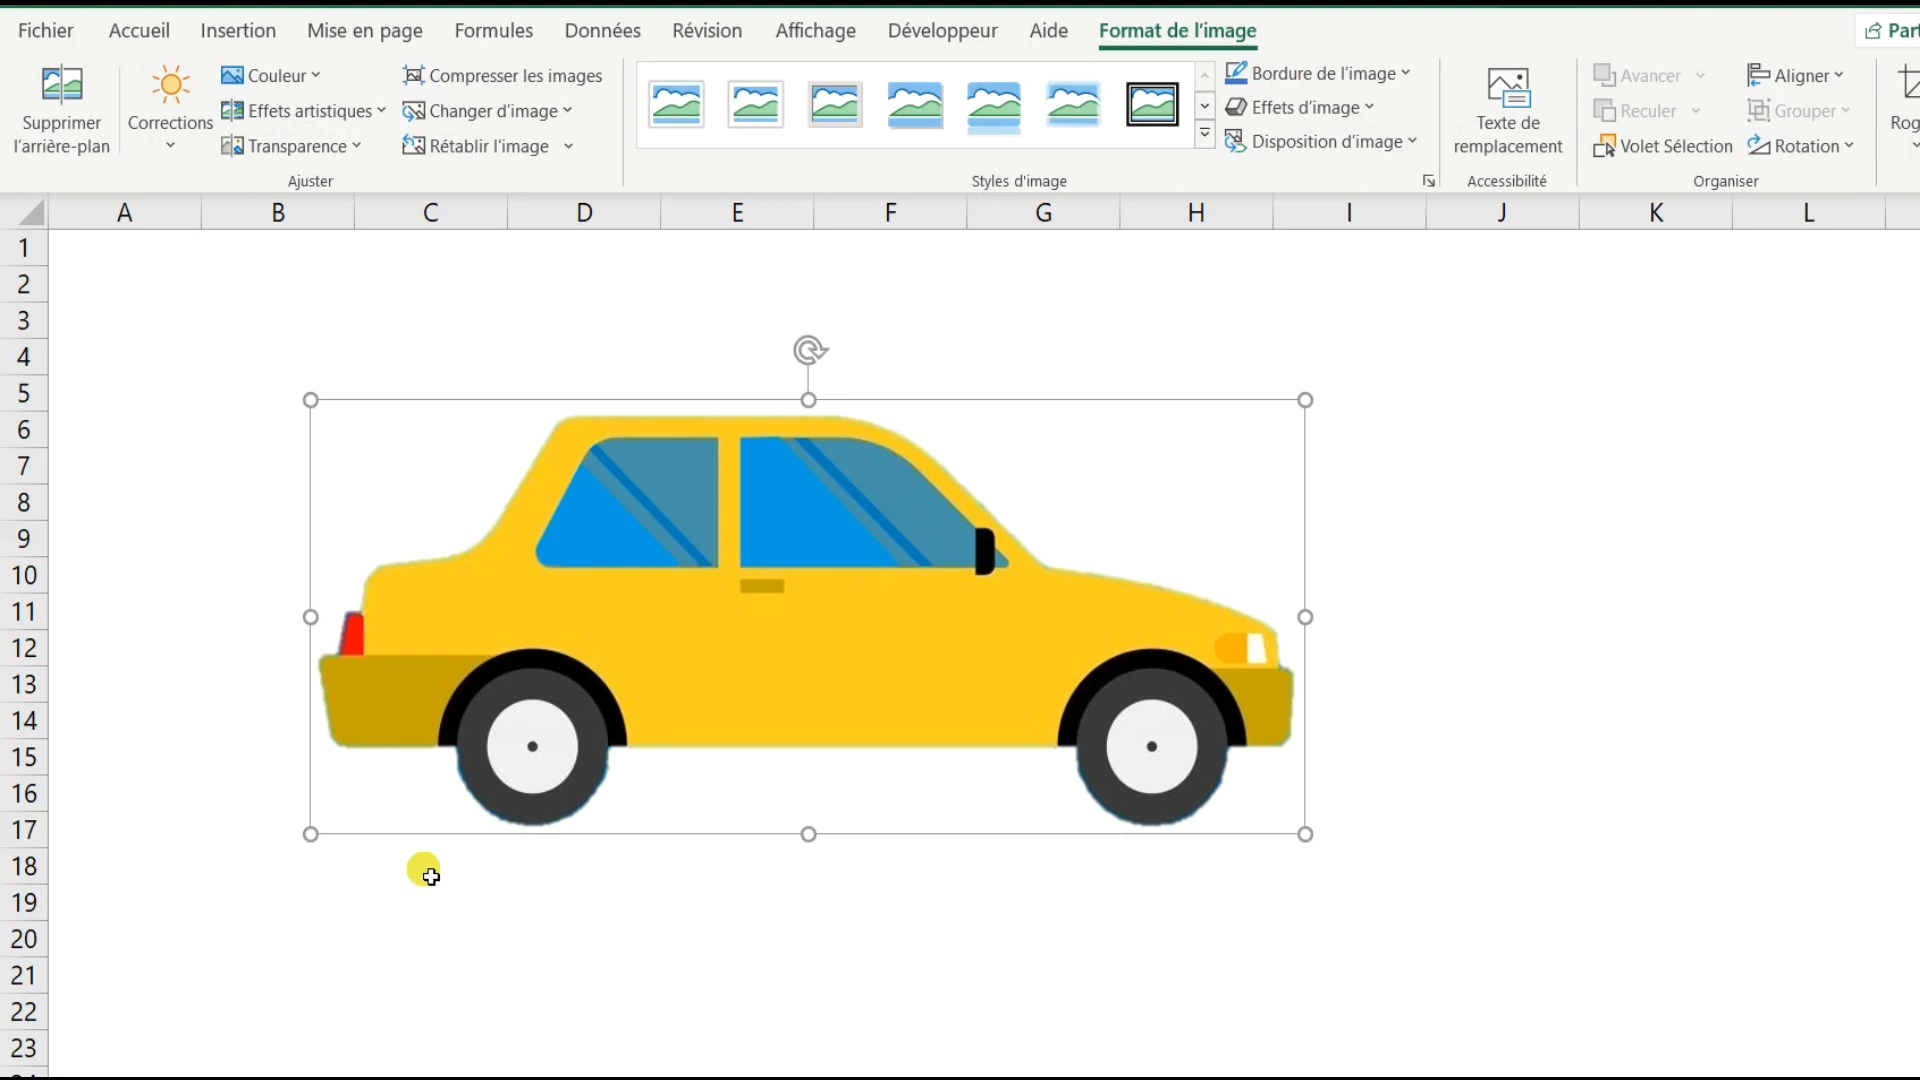 Fichier Accueil Insertion Mise en page Formules Données Révision Affichage Développeur Aide Format de l'image Part
Supprimer l'arrière-plan
Corrections
Couleur
Effets artistiques
Transparence
Compresser les images
Changer d'image
Rétablir l'image
Ajuster
Styles d'image
Bordure de l'image
Effets d'image
Disposition d'image
Texte de remplacement
Accessibilité
Avancer
Reculer
Volet Sélection
Aligner
Grouper
Rotation
Organiser
Rog
A B C D E F G H I J K L
1
2
3
4
5
6
7
8
9
10
11
12
13
14
15
16
17
18
19
20
21
22
23